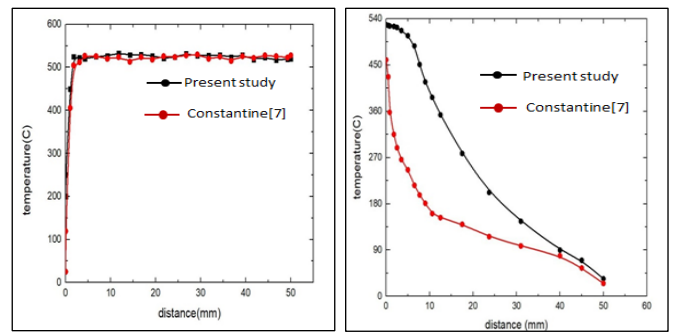 600
500
400
300
200
100
0
temperature(C)
Present study
Constantine[7]
0 10 20 30 40 50
distance(mm)
540
450
360
270
180
90
0
temperature(C)
Present study
Constantine[7]
0 10 20 30 40 50 60
distance (mm)